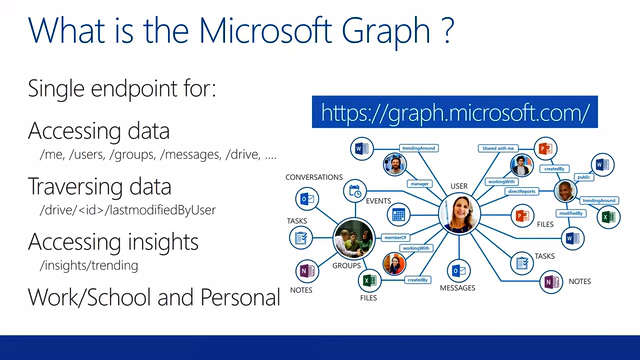 What is the Microsoft Graph ?
Single endpoint for:
https://graph.microsoft.com/
Accessing data
/me, /users, /groups, /messages, /drive, ....
Traversing data
/drive/<id>/lastmodifiedByUser
Accessing insights
/insights/trending
Work/School and Personal
trendingAround
Shared with me
createdBy
public
manager
workingWith
directReports
trendingAround
modifiedBy
CONVERSATIONS
EVENTS
USER
FILES
TASKS
memberOf
workingWith
GROUPS
createdBy
TASKS
NOTES
FILES
MESSAGES
NOTES